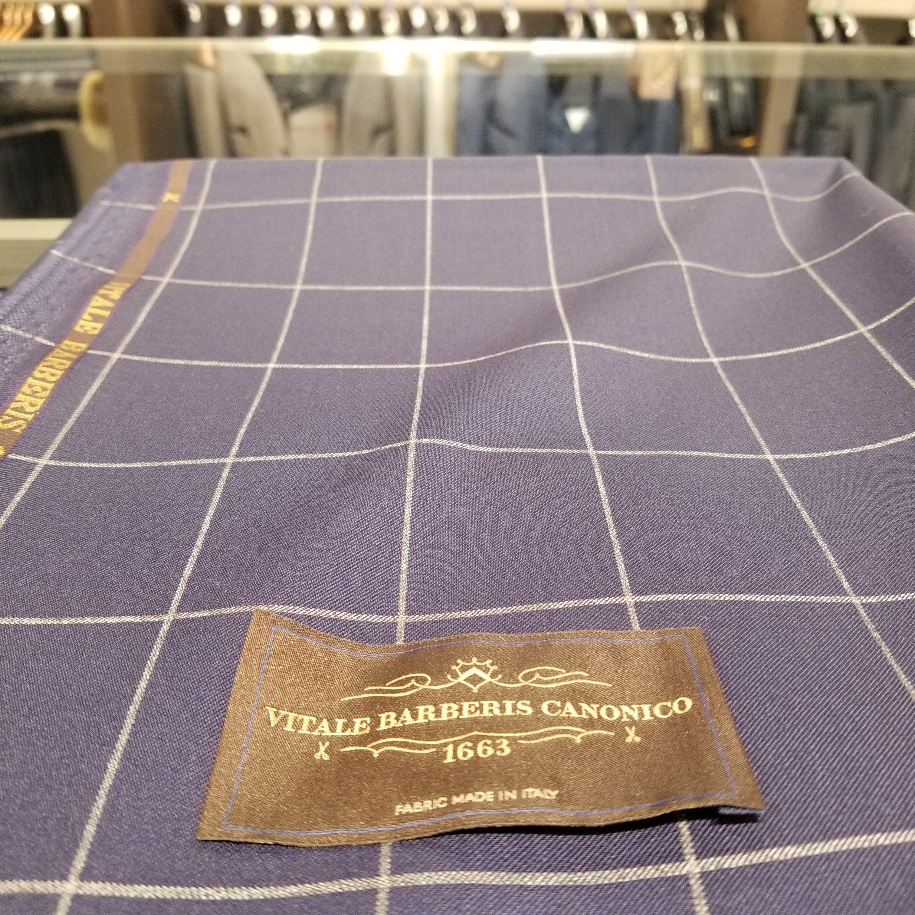 VITALE BARBERIS CANONICO
1663
FABRIC MADE IN ITALY
VITALE BARBERIS